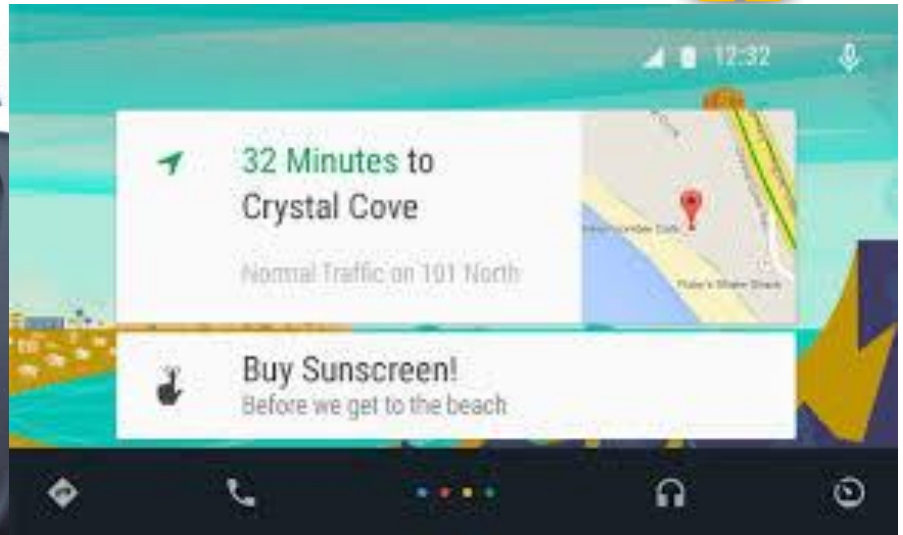 12:32
32 Minutes to
Crystal Cove
Normal Traffic on 101 North
Buy Sunscreen!
Before we get to the beach